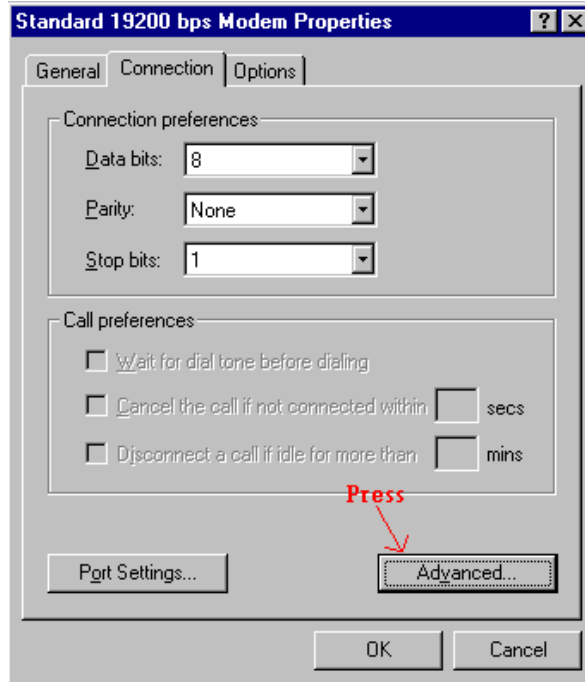 Standard 19200 bps Modem Properties
General Connection Options
Connection preferences
Data bits: 8
Parity: None
Stop bits: 1
Call preferences
Wait for dial tone before dialing
Cancel the call if not connected within secs
Disconnect a call if idle for more than mins
Press
Port Settings... Advanced...
OK Cancel